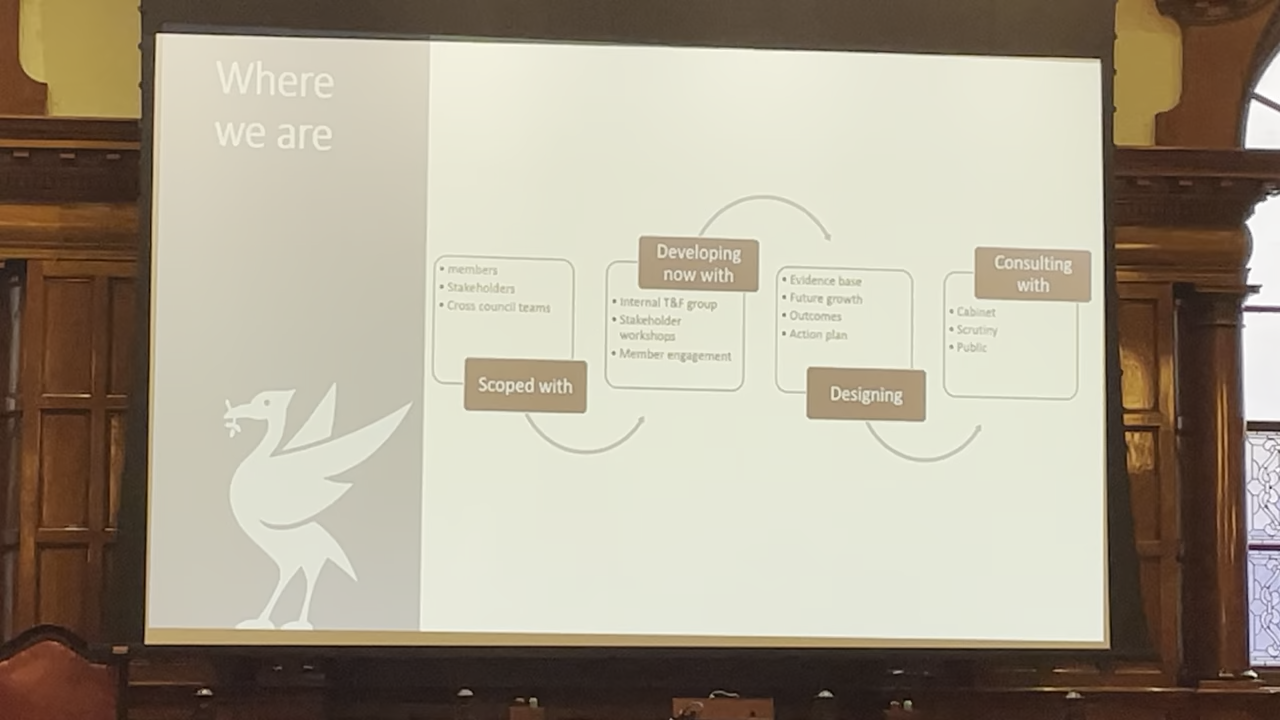 Where
we are
• members
• Stakeholders
• Cross council teams
Scoped with
Developing
now with
• Internal T&F group
• Stakeholder
workshops
• Member engagement
• Evidence base
• Future growth
• Outcomes
• Action plan
Designing
Consulting
with
• Cabinet
• Scrutiny
• Public